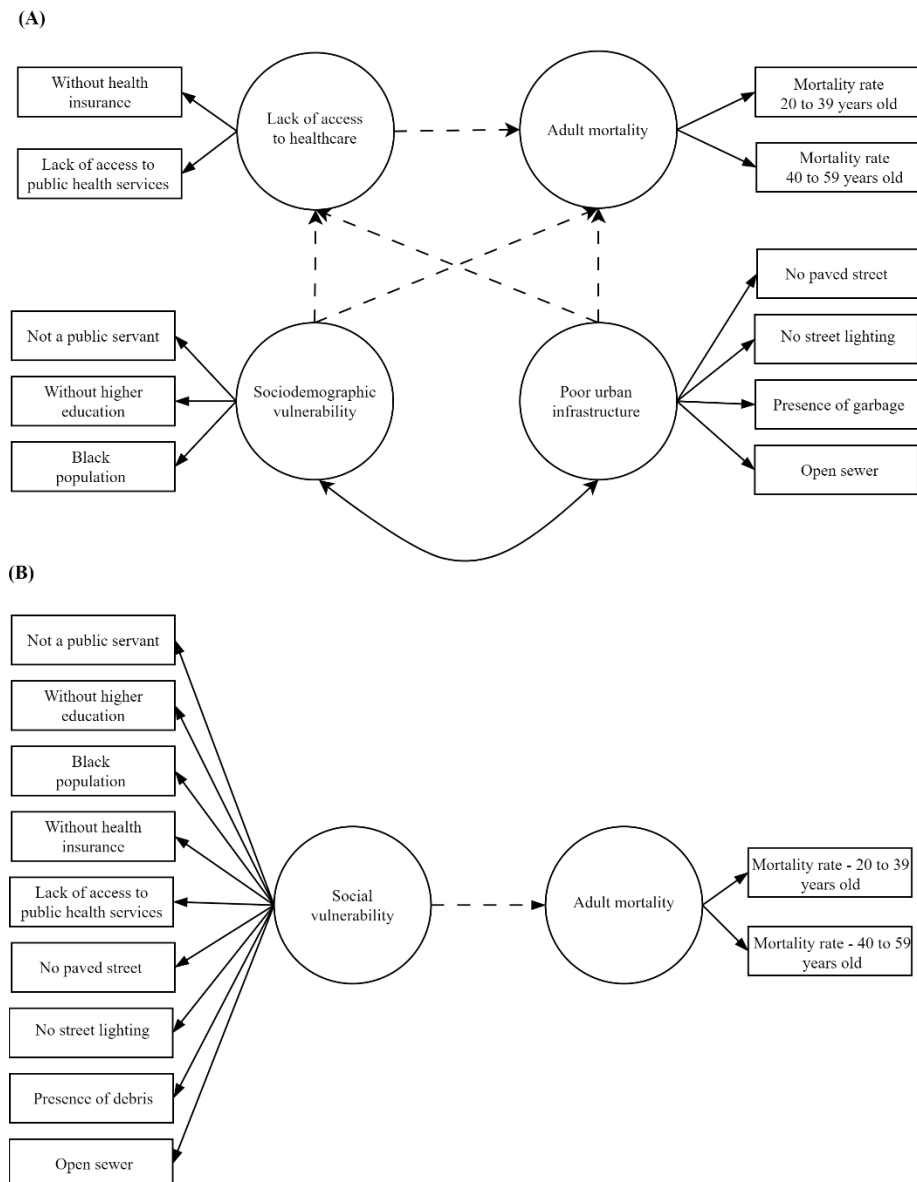 (A)
Without health
insurance
Lack of access to
public health services
Lack of access
to healthcare
Adult mortality
Mortality rate
20 to 39 years old
Mortality rate
40 to 59 years old
Not a public servant
Without higher
education
Black
population
Sociodemographic
vulnerability
Poor urban
infrastructure
No paved street
No street lighting
Presence of garbage
Open sewer
(B)
Not a public servant
Without higher
education
Black
population
Without health
insurance
Lack of access to
public health services
No paved street
No street lighting
Presence of debris
Open sewer
Social
vulnerability
Adult mortality
Mortality rate - 20 to 39
years old
Mortality rate - 40 to 59
years old